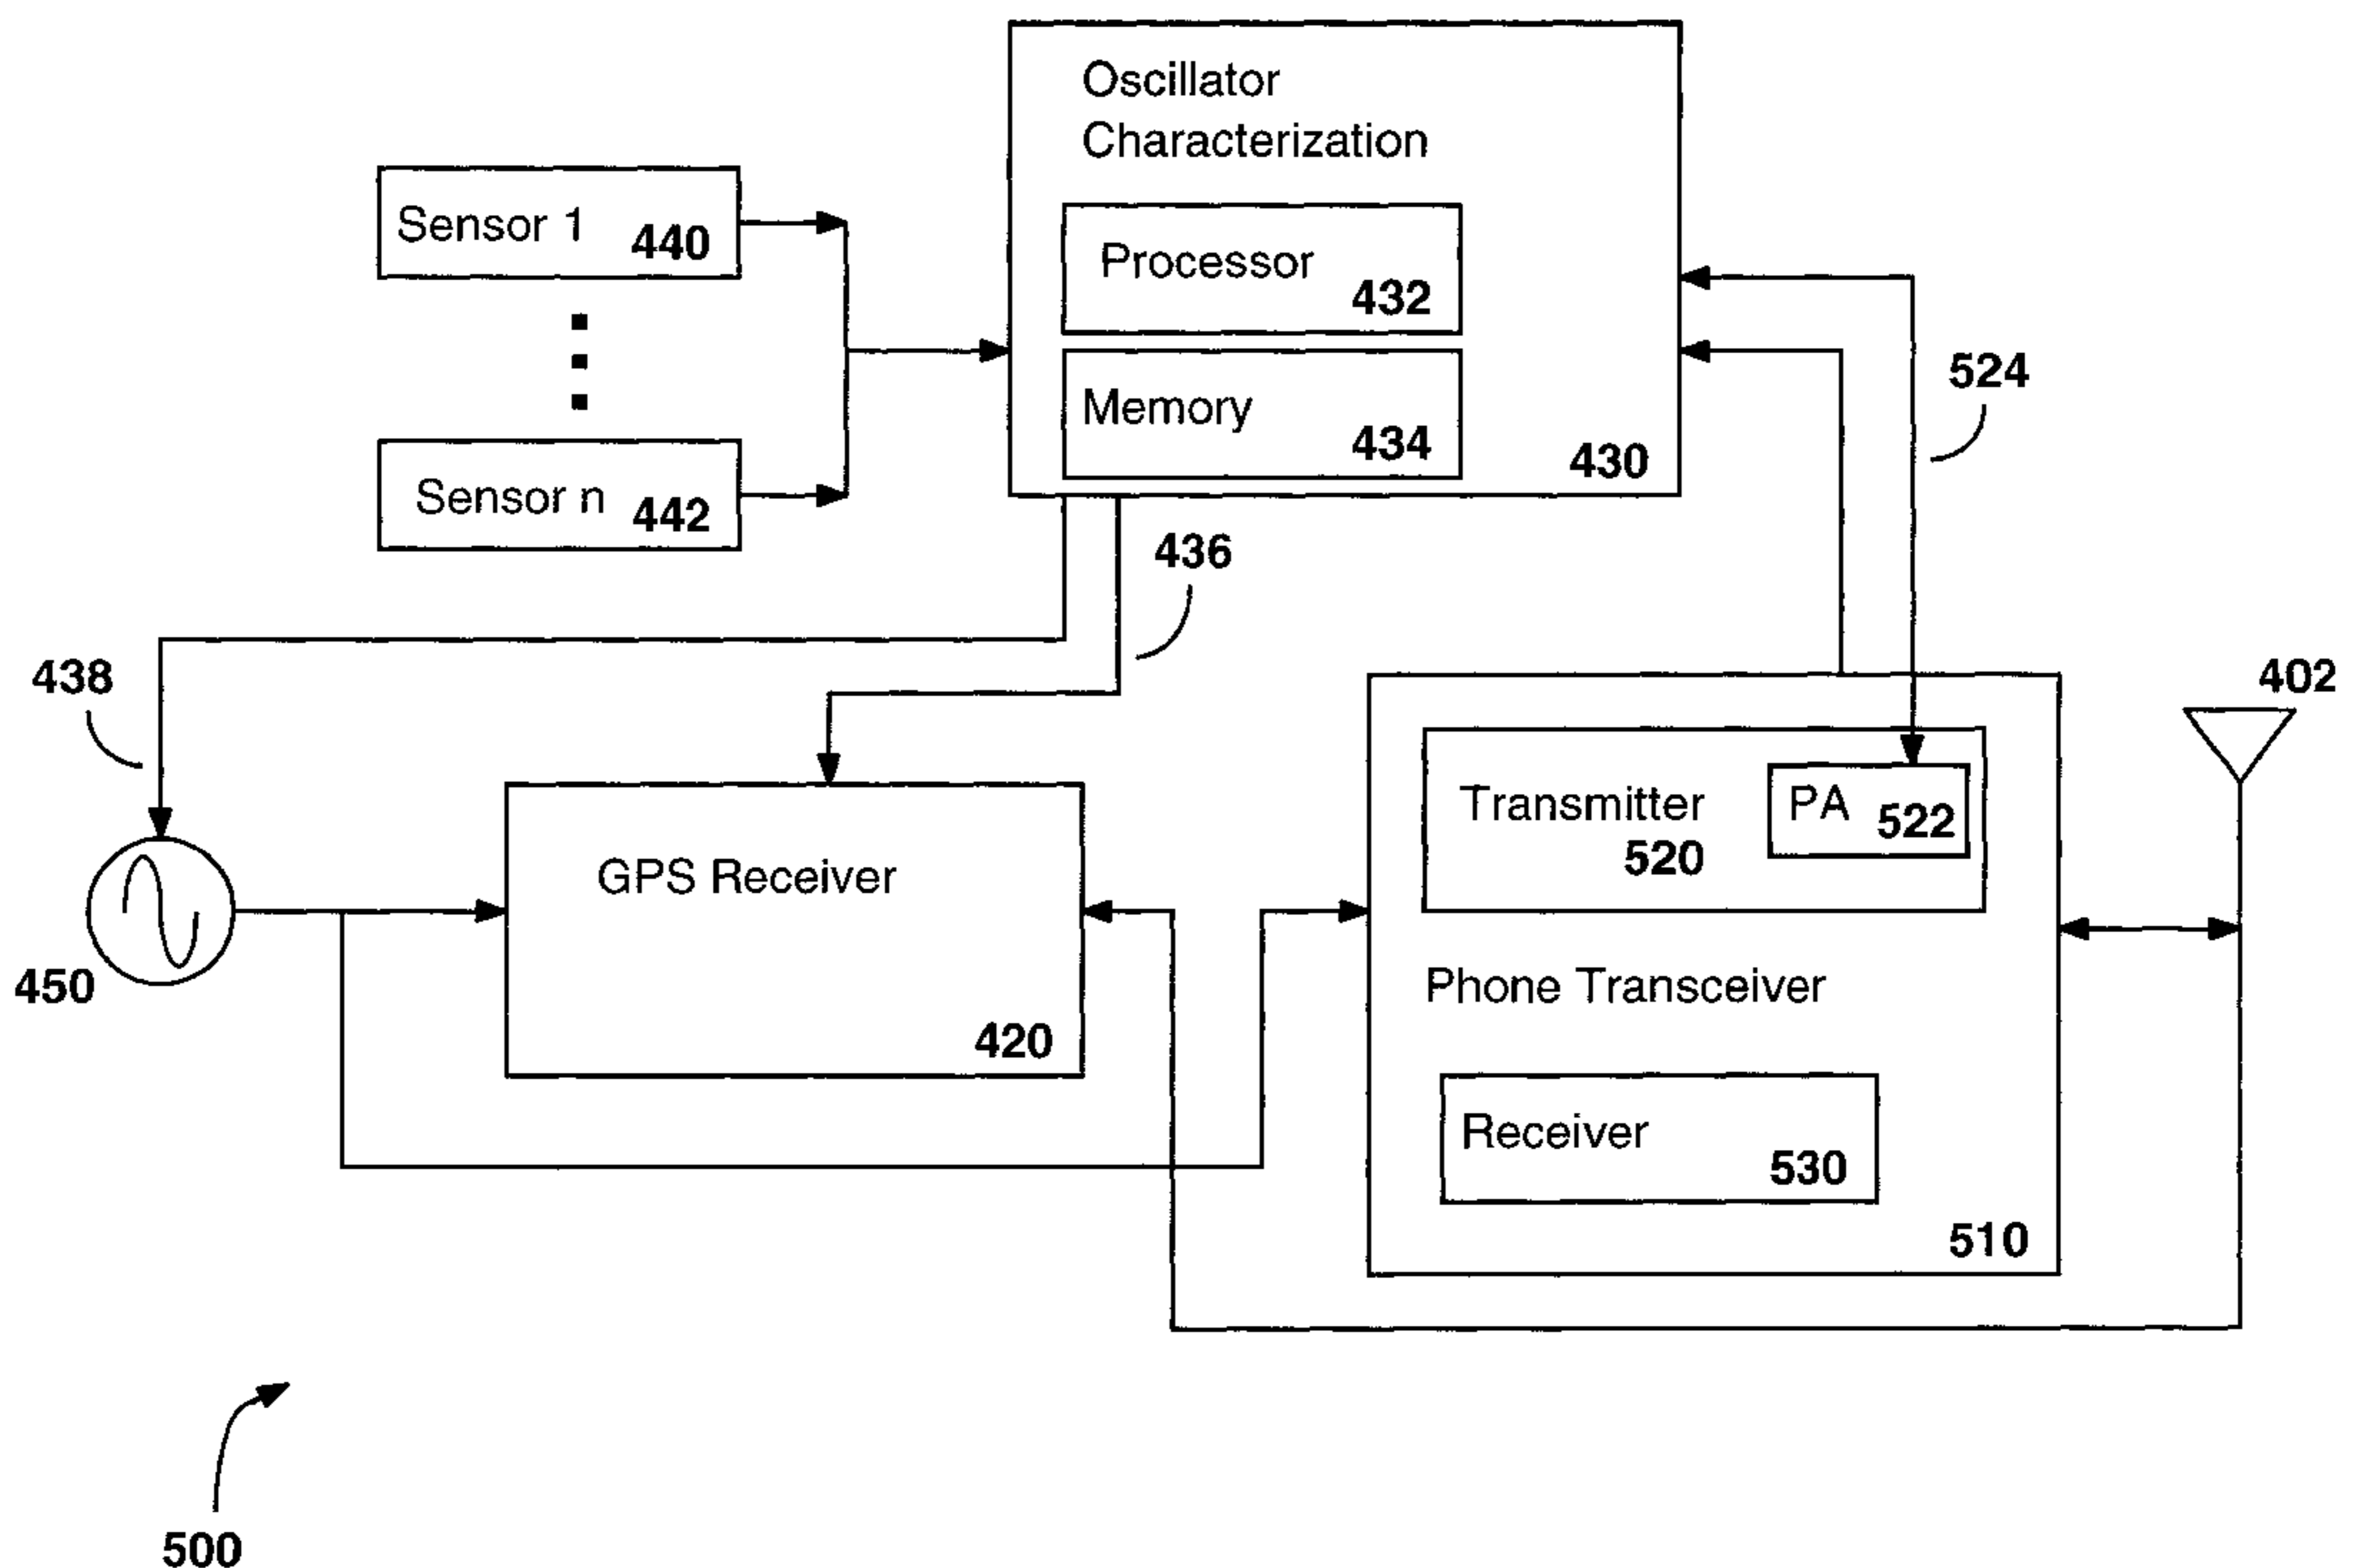 Oscillator
Characterization
Sensor 1
440
Processor
432
524
Memory
434
430
Sensor n
442
436
438
402
Transmitter
520
PA
522
GPS Receiver
450
Phone Transceiver
420
Receiver
530
510
500